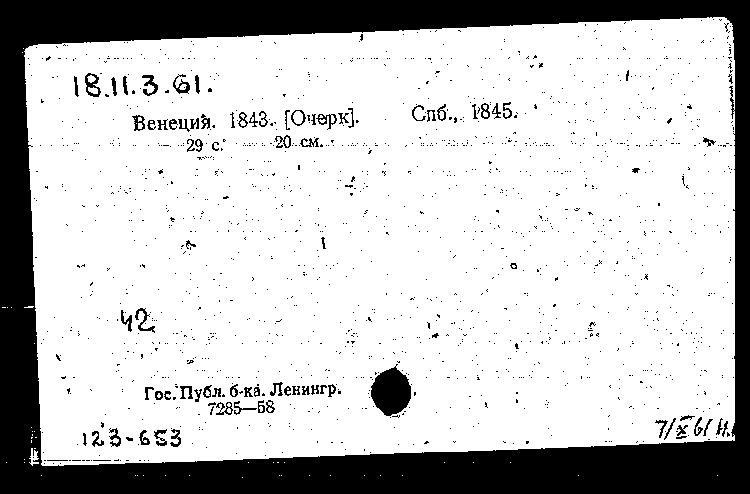 18.11.3.61.
Венеция. 1843. [Очерк]. Спб., 1845.
29 с. 20 см.
42
Гос. Публ. б-ка. Ленингр.
7285—58
123-653
7/X 61